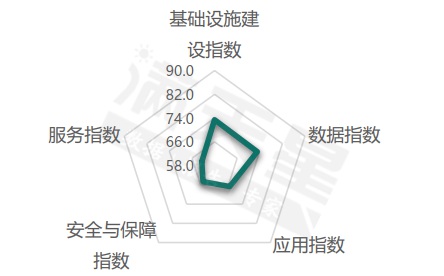 基础设施建
设指数
90.0
82.0
74.0
66.0
58.0
服务指数
数据指数
安全与保障
指数
应用指数